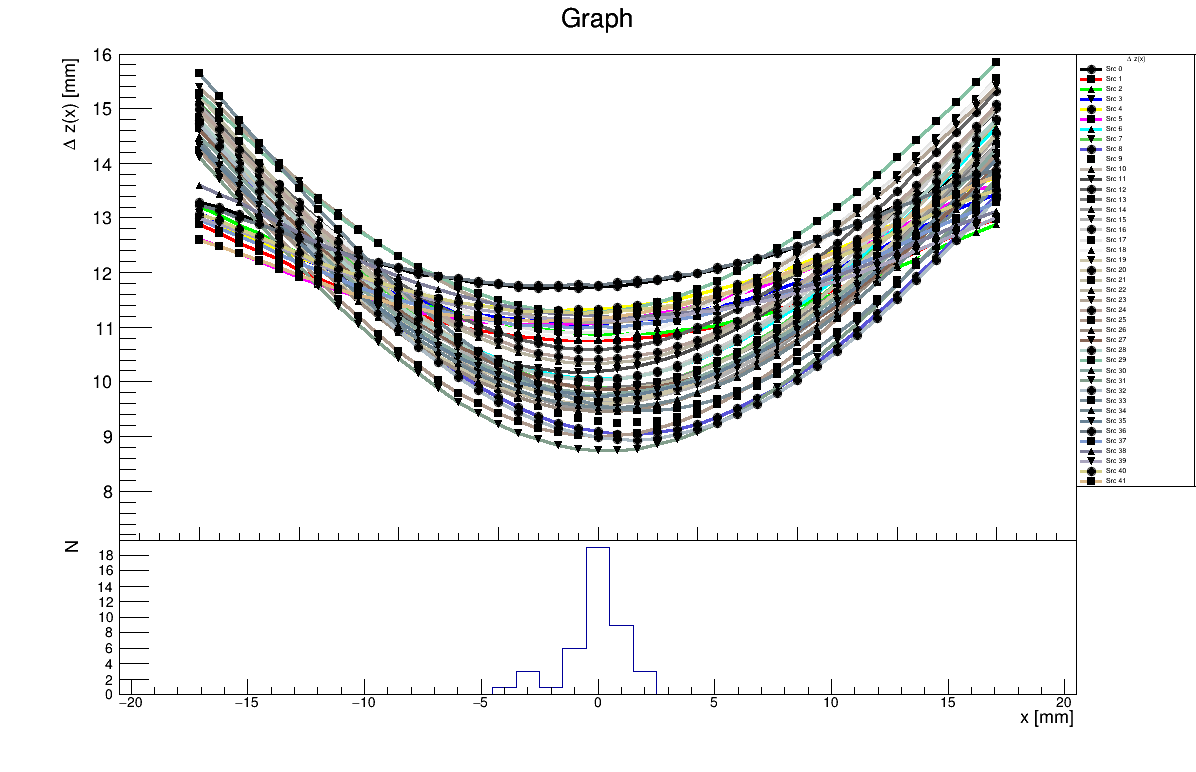 Graph
Δ z(x) [mm]
16
15
14
13
12
11
10
9
8
Δ z(x)
Src 0
Src 1
Src 2
Src 3
Src 4
Src 5
Src 6
Src 7
Src 8
Src 9
Src 10
Src 11
Src 12
Src 13
Src 14
Src 15
Src 16
Src 17
Src 18
Src 19
Src 20
Src 21
Src 22
Src 23
Src 24
Src 25
Src 26
Src 27
Src 28
Src 29
Src 30
Src 31
Src 32
Src 33
Src 34
Src 35
Src 36
Src 37
Src 38
Src 39
Src 40
Src 41
N
18
16
14
12
10
8
6
4
2
0
−20 −15 −10 −5 0 5 10 15 20
x [mm]